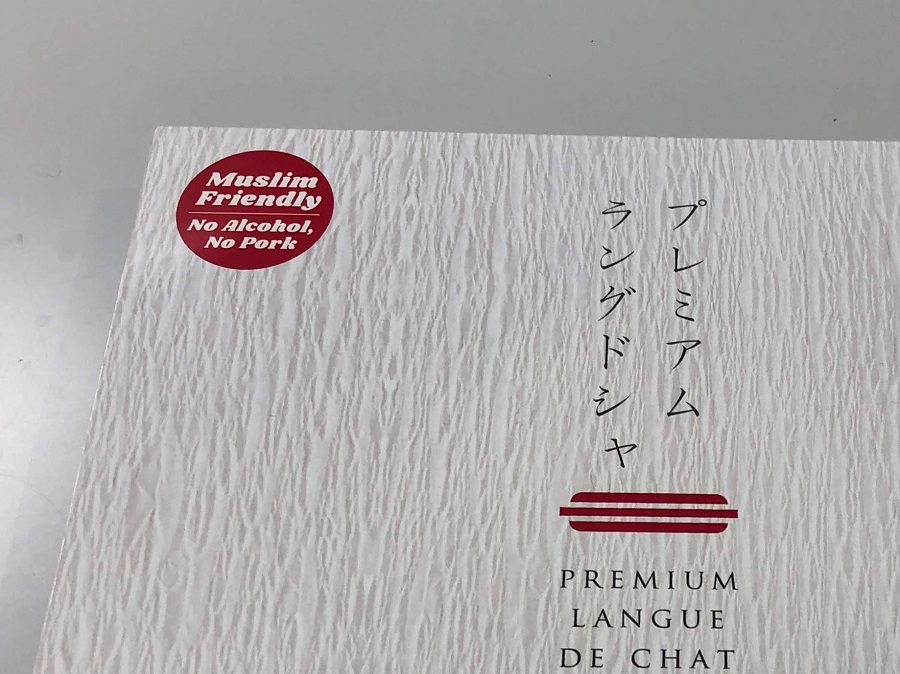 Muslim
Friendly
No Alcohol,
No Pork
プレミアム
ラングドシャ
PREMIUM
LANGUE
DE CHAT